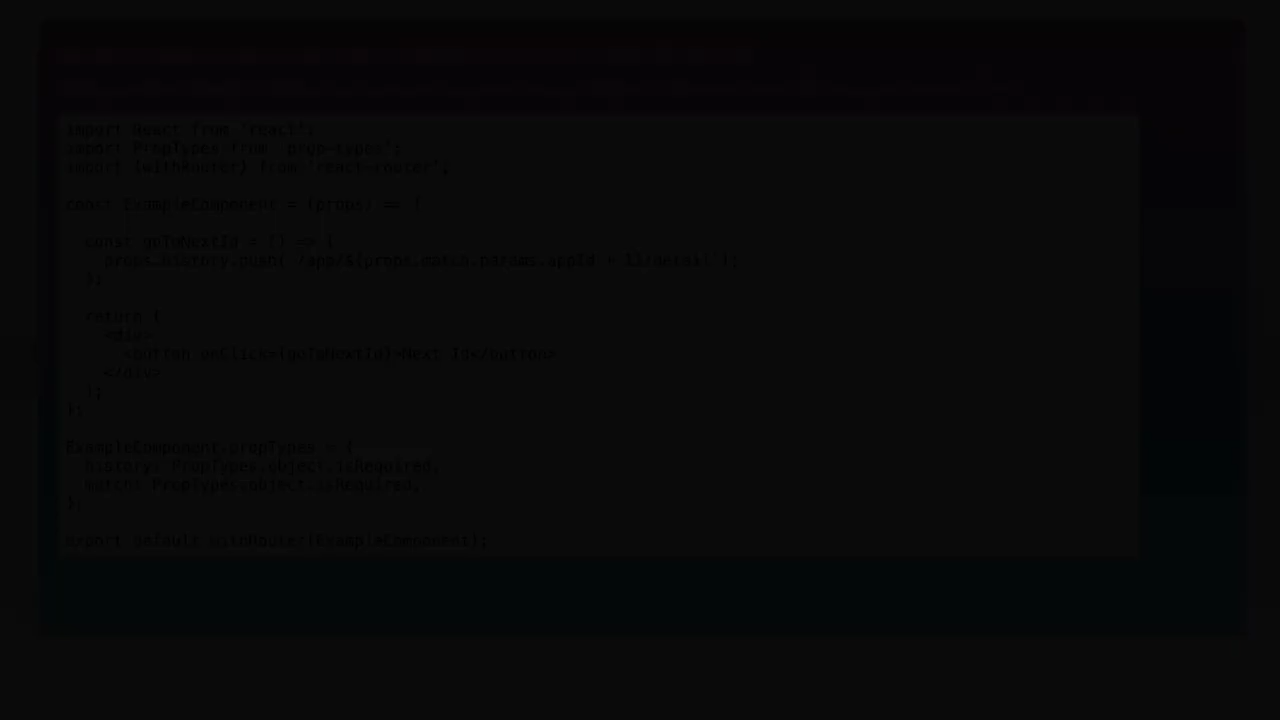 import React from 'react';
import PropTypes from 'prop-types';
import {withRouter} from 'react-router';
const ExampleComponent = (props) => {
const goToNextId = () => {
props.history.push(`/app/${props.match.params.appId + 1}/detail`);
};
return (
<div>
<button onClick={goToNextId}>Next Id</button>
</div>
);
};
ExampleComponent.propTypes = {
history: PropTypes.object.isRequired,
match: PropTypes.object.isRequired,
};
export default withRouter(ExampleComponent);